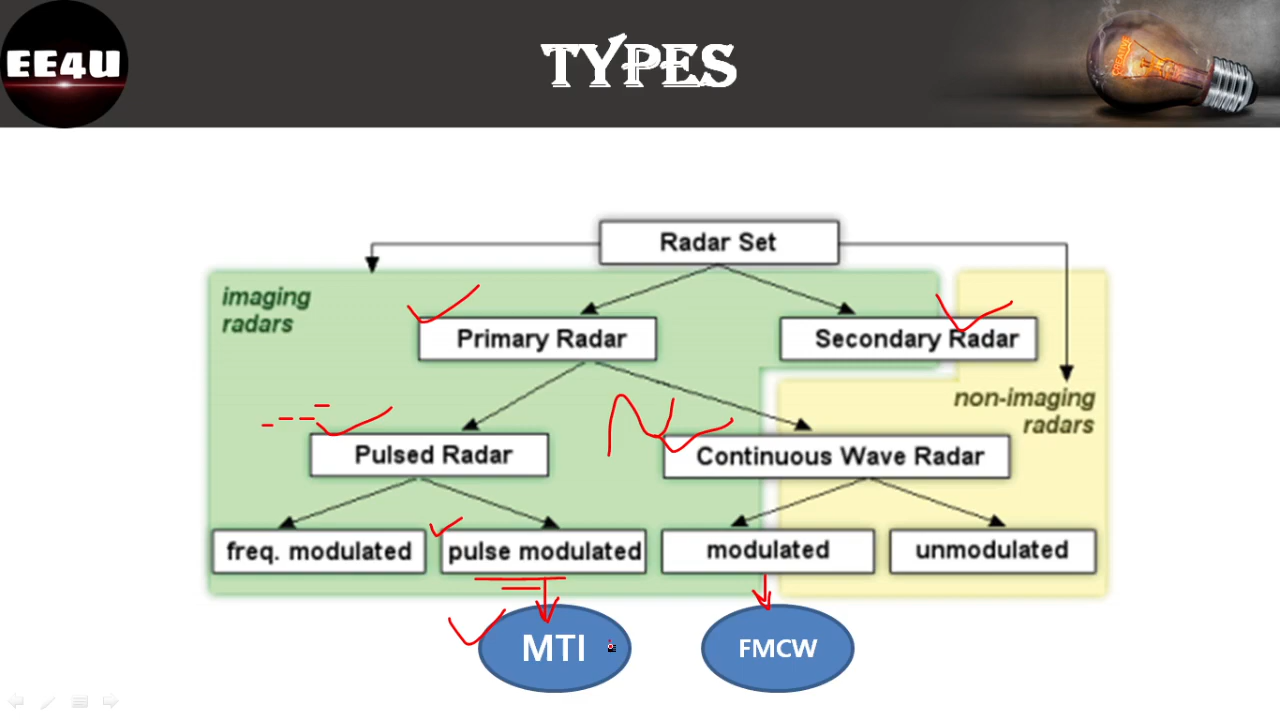 EE4U
TYPES
CREATIVE
Radar Set
imaging
radars
Primary Radar
Secondary Radar
non-imaging
radars
Pulsed Radar
Continuous Wave Radar
freq. modulated
pulse modulated
modulated
unmodulated
MTI
FMCW